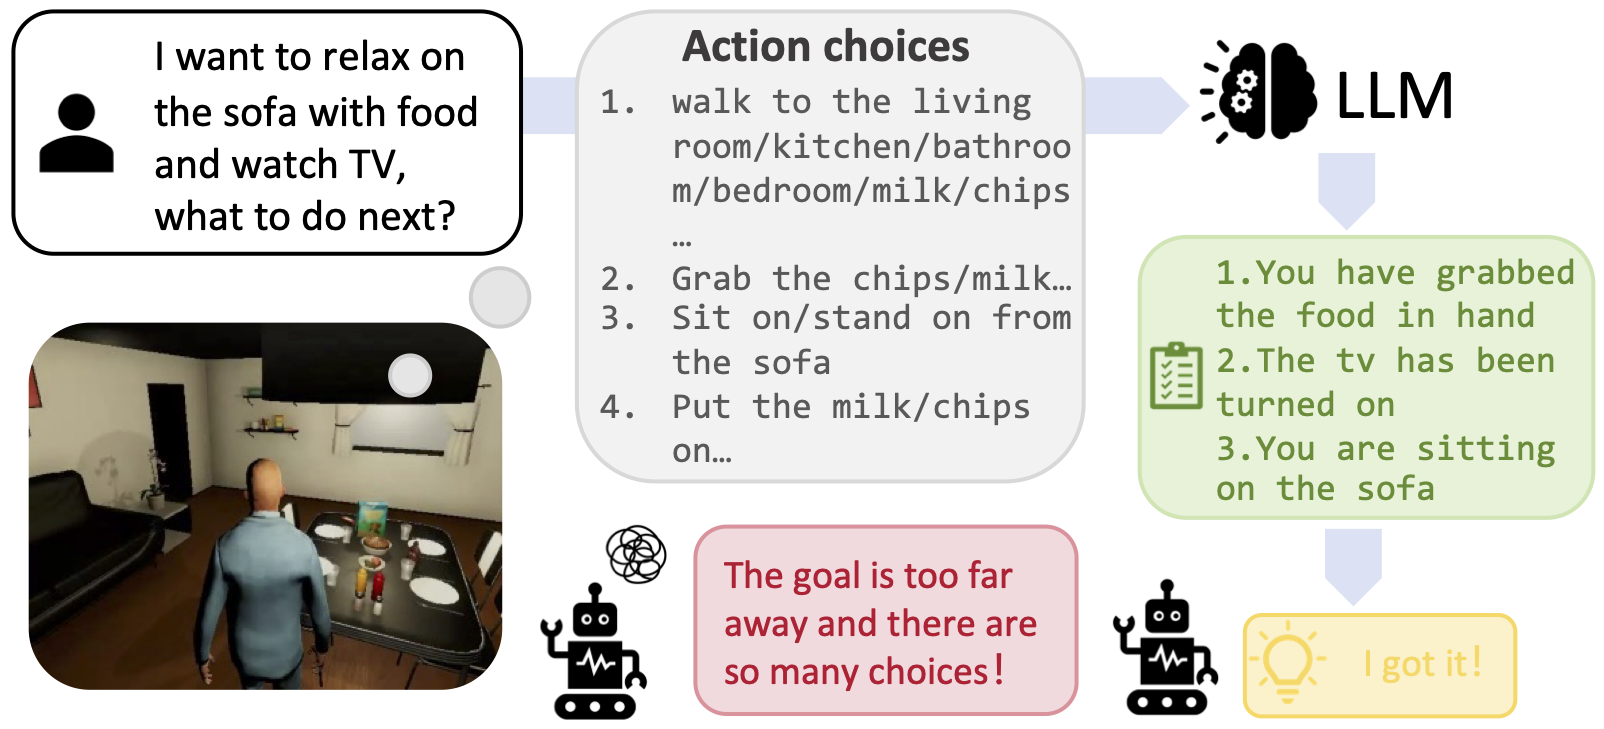 I want to relax on
the sofa with food
and watch TV,
what to do next?
Action choices
1. walk to the living
room/kitchen/bathroo
m/bedroom/milk/chips
…
2. Grab the chips/milk…
3. Sit on/stand on from
the sofa
4. Put the milk/chips
on…
LLM
1.You have grabbed
the food in hand
2.The tv has been
turned on
3.You are sitting
on the sofa
The goal is too far
away and there are
so many choices!
I got it!